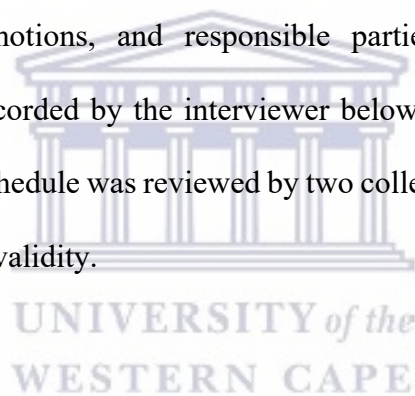 notions, and responsible partie
corded by the interviewer below
hedule was reviewed by two colle
validity.
UNIVERSITY of the
WESTERN CAPE